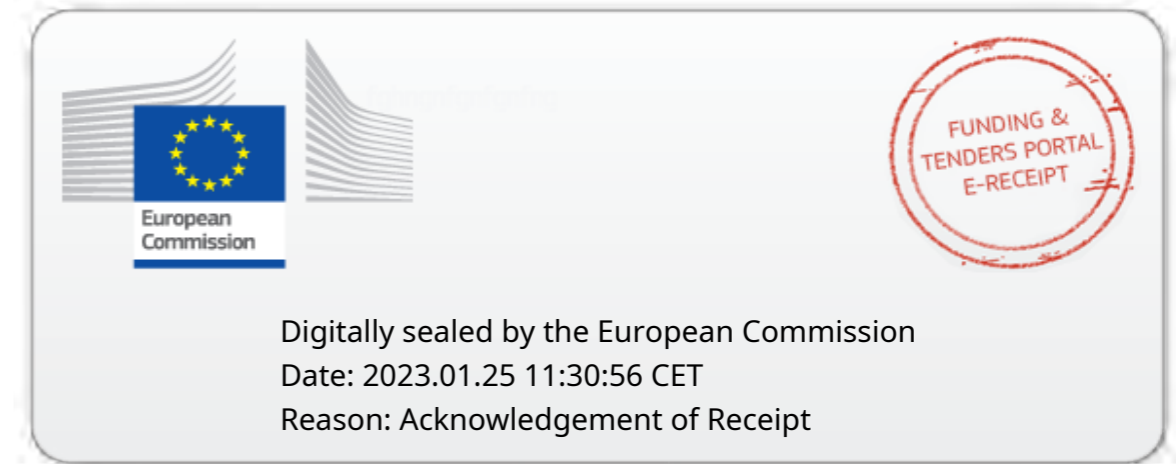 European
Commission
FUNDING &
TENDERS PORTAL
E-RECEIPT
Digitally sealed by the European Commission
Date: 2023.01.25 11:30:56 CET
Reason: Acknowledgement of Receipt